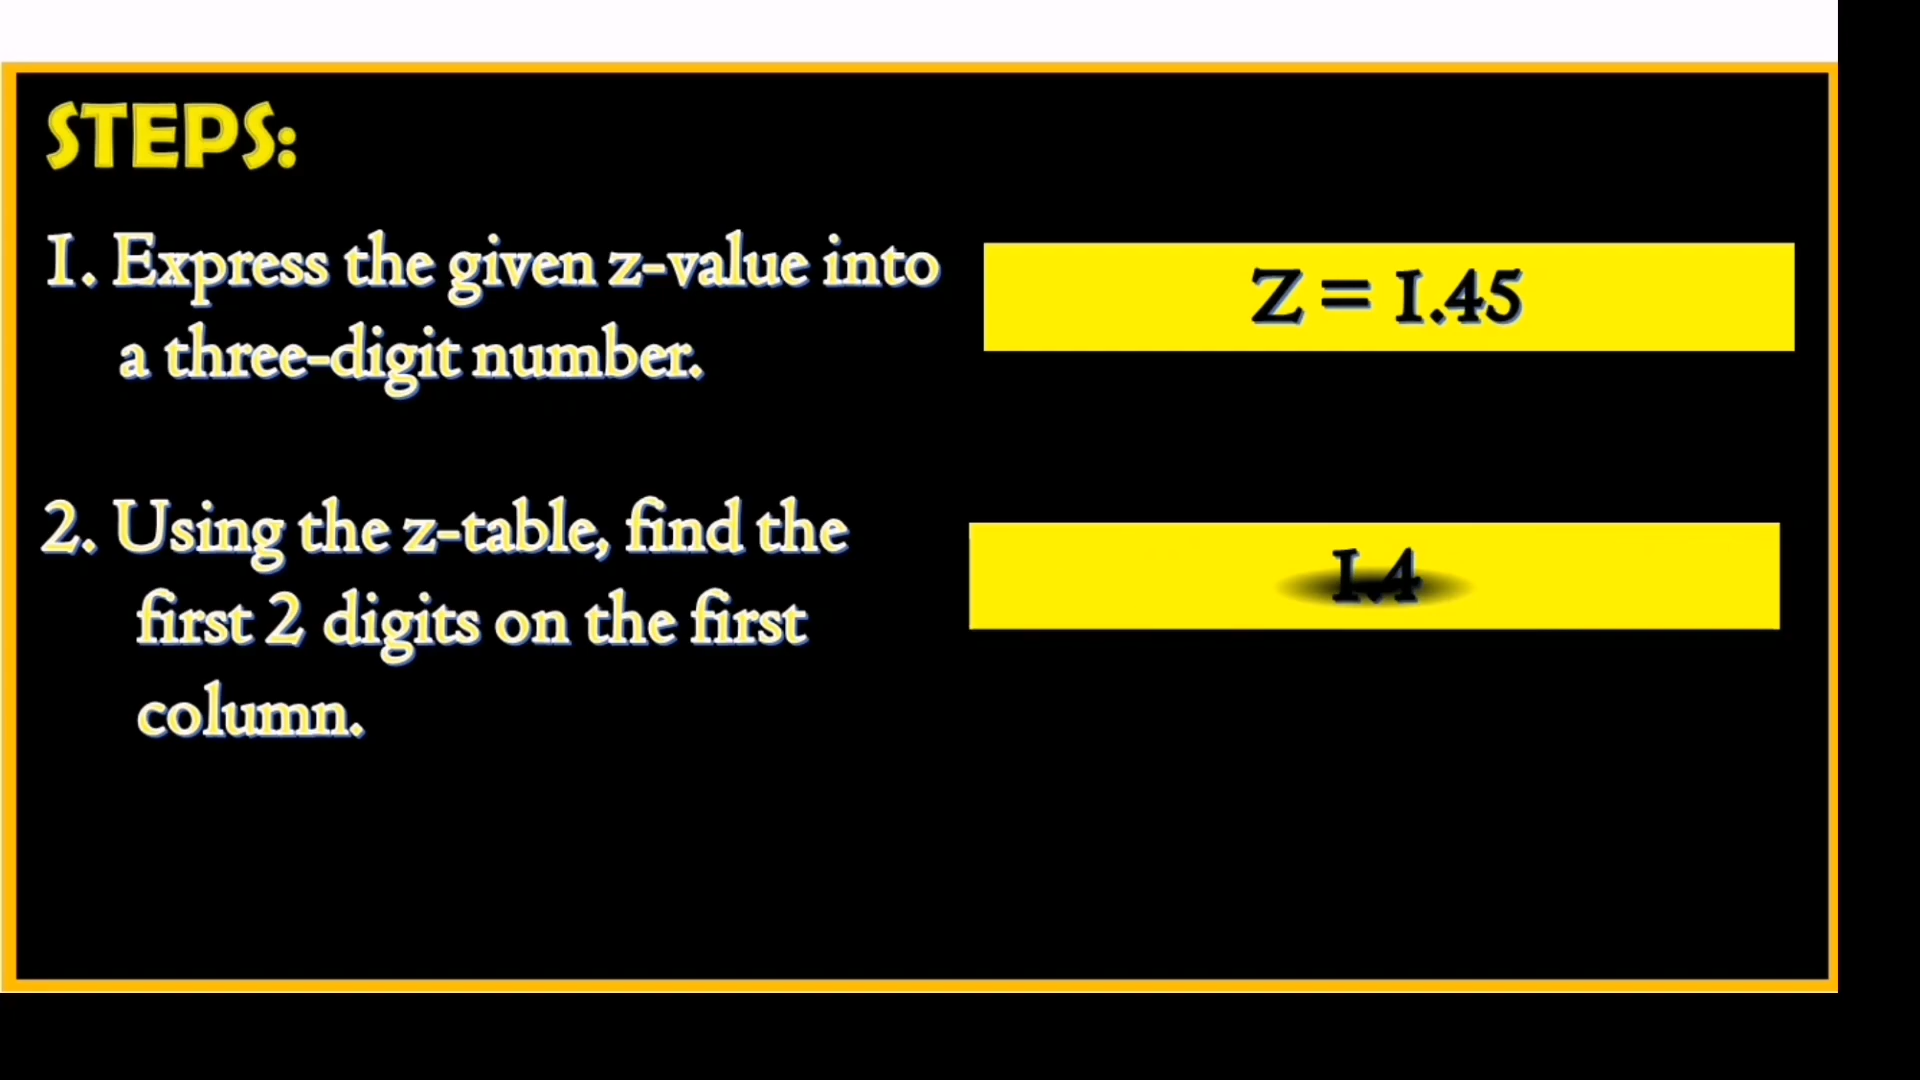 STEPS:
1. Express the given z-value into
a three-digit number.
Z = 1.45
2. Using the z-table, find the
first 2 digits on the first
column.
1.4